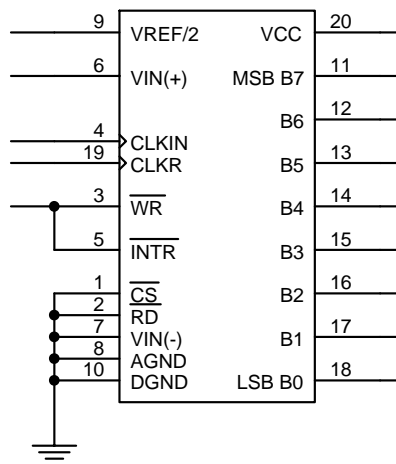 9 VREF/2 VCC 20
6 VIN(+) MSB B7 11
B6 12
4 CLKIN
19 CLKR B5 13
3 WR B4 14
5 INTR B3 15
1 CS B2 16
2 RD
7 VIN(-) B1 17
8 AGND
10 DGND LSB B0 18